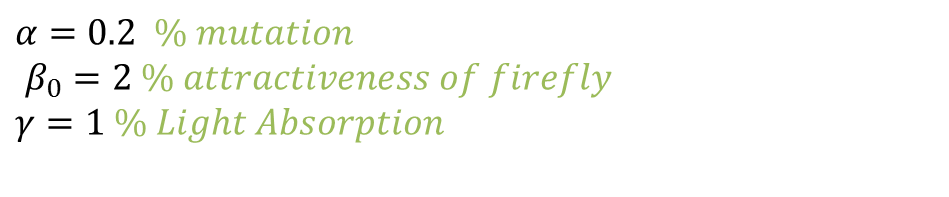 α = 0.2 % mutation
β₀ = 2 % attractiveness of firefly
γ = 1 % Light Absorption